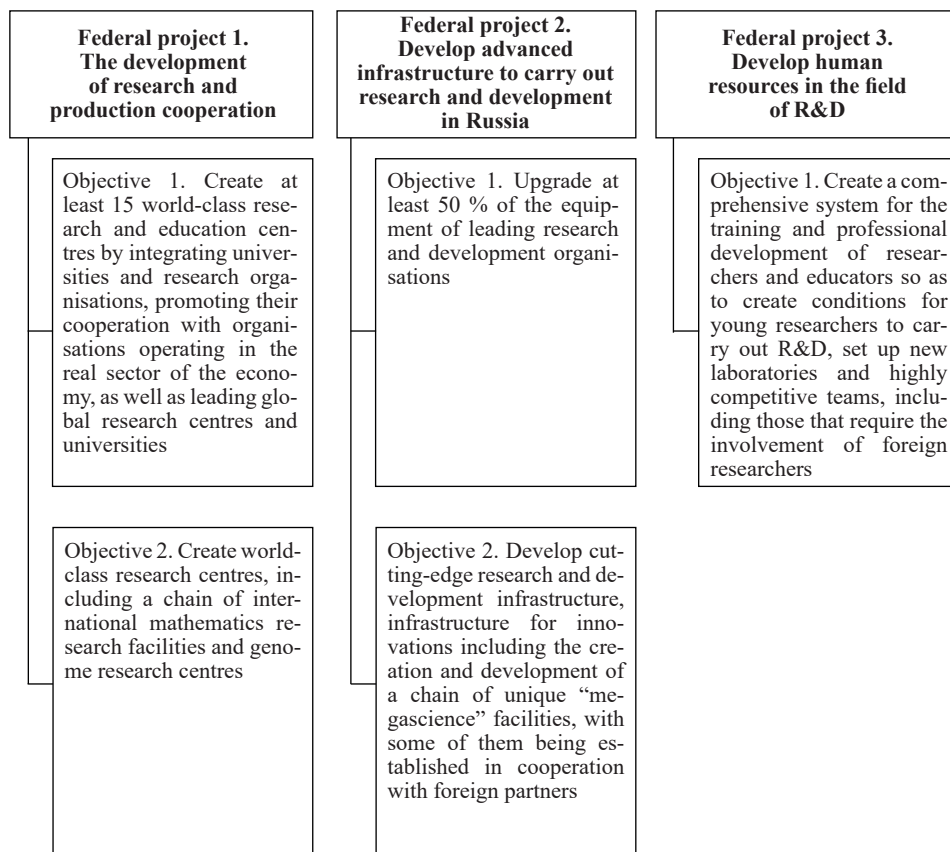 Federal project 1.
The development
of research and
production cooperation
Objective 1. Create at
least 15 world-class rese-
arch and education cen-
tres by integrating univer-
sities and research orga-
nisations, promoting their
cooperation with organi-
sations operating in the
real sector of the econo-
my, as well as leading glo-
bal research centres and
universities
Objective 2. Create world-
class research centres, in-
cluding a chain of inter-
national mathematics re-
search facilities and geno-
me research centres
Federal project 2.
Develop advanced
infrastructure to carry out
research and development
in Russia
Objective 1. Upgrade at
least 50 % of the equip-
ment of leading research
and development organi-
sations
Objective 2. Develop cut-
ting-edge research and de-
velopment infrastructure,
infrastructure for inno-
vations including the cre-
ation and development of
a chain of unique “me-
gascience” facilities, with
some of them being es-
tablished in cooperation
with foreign partners
Federal project 3.
Develop human
resources in the field
of R&D
Objective 1. Create a com-
prehensive system for the
training and professional
development of resear-
chers and educators so as
to create conditions for
young researchers to car-
ry out R&D, set up new
laboratories and highly
competitive teams, inclu-
ding those that require the
involvement of foreign
researchers